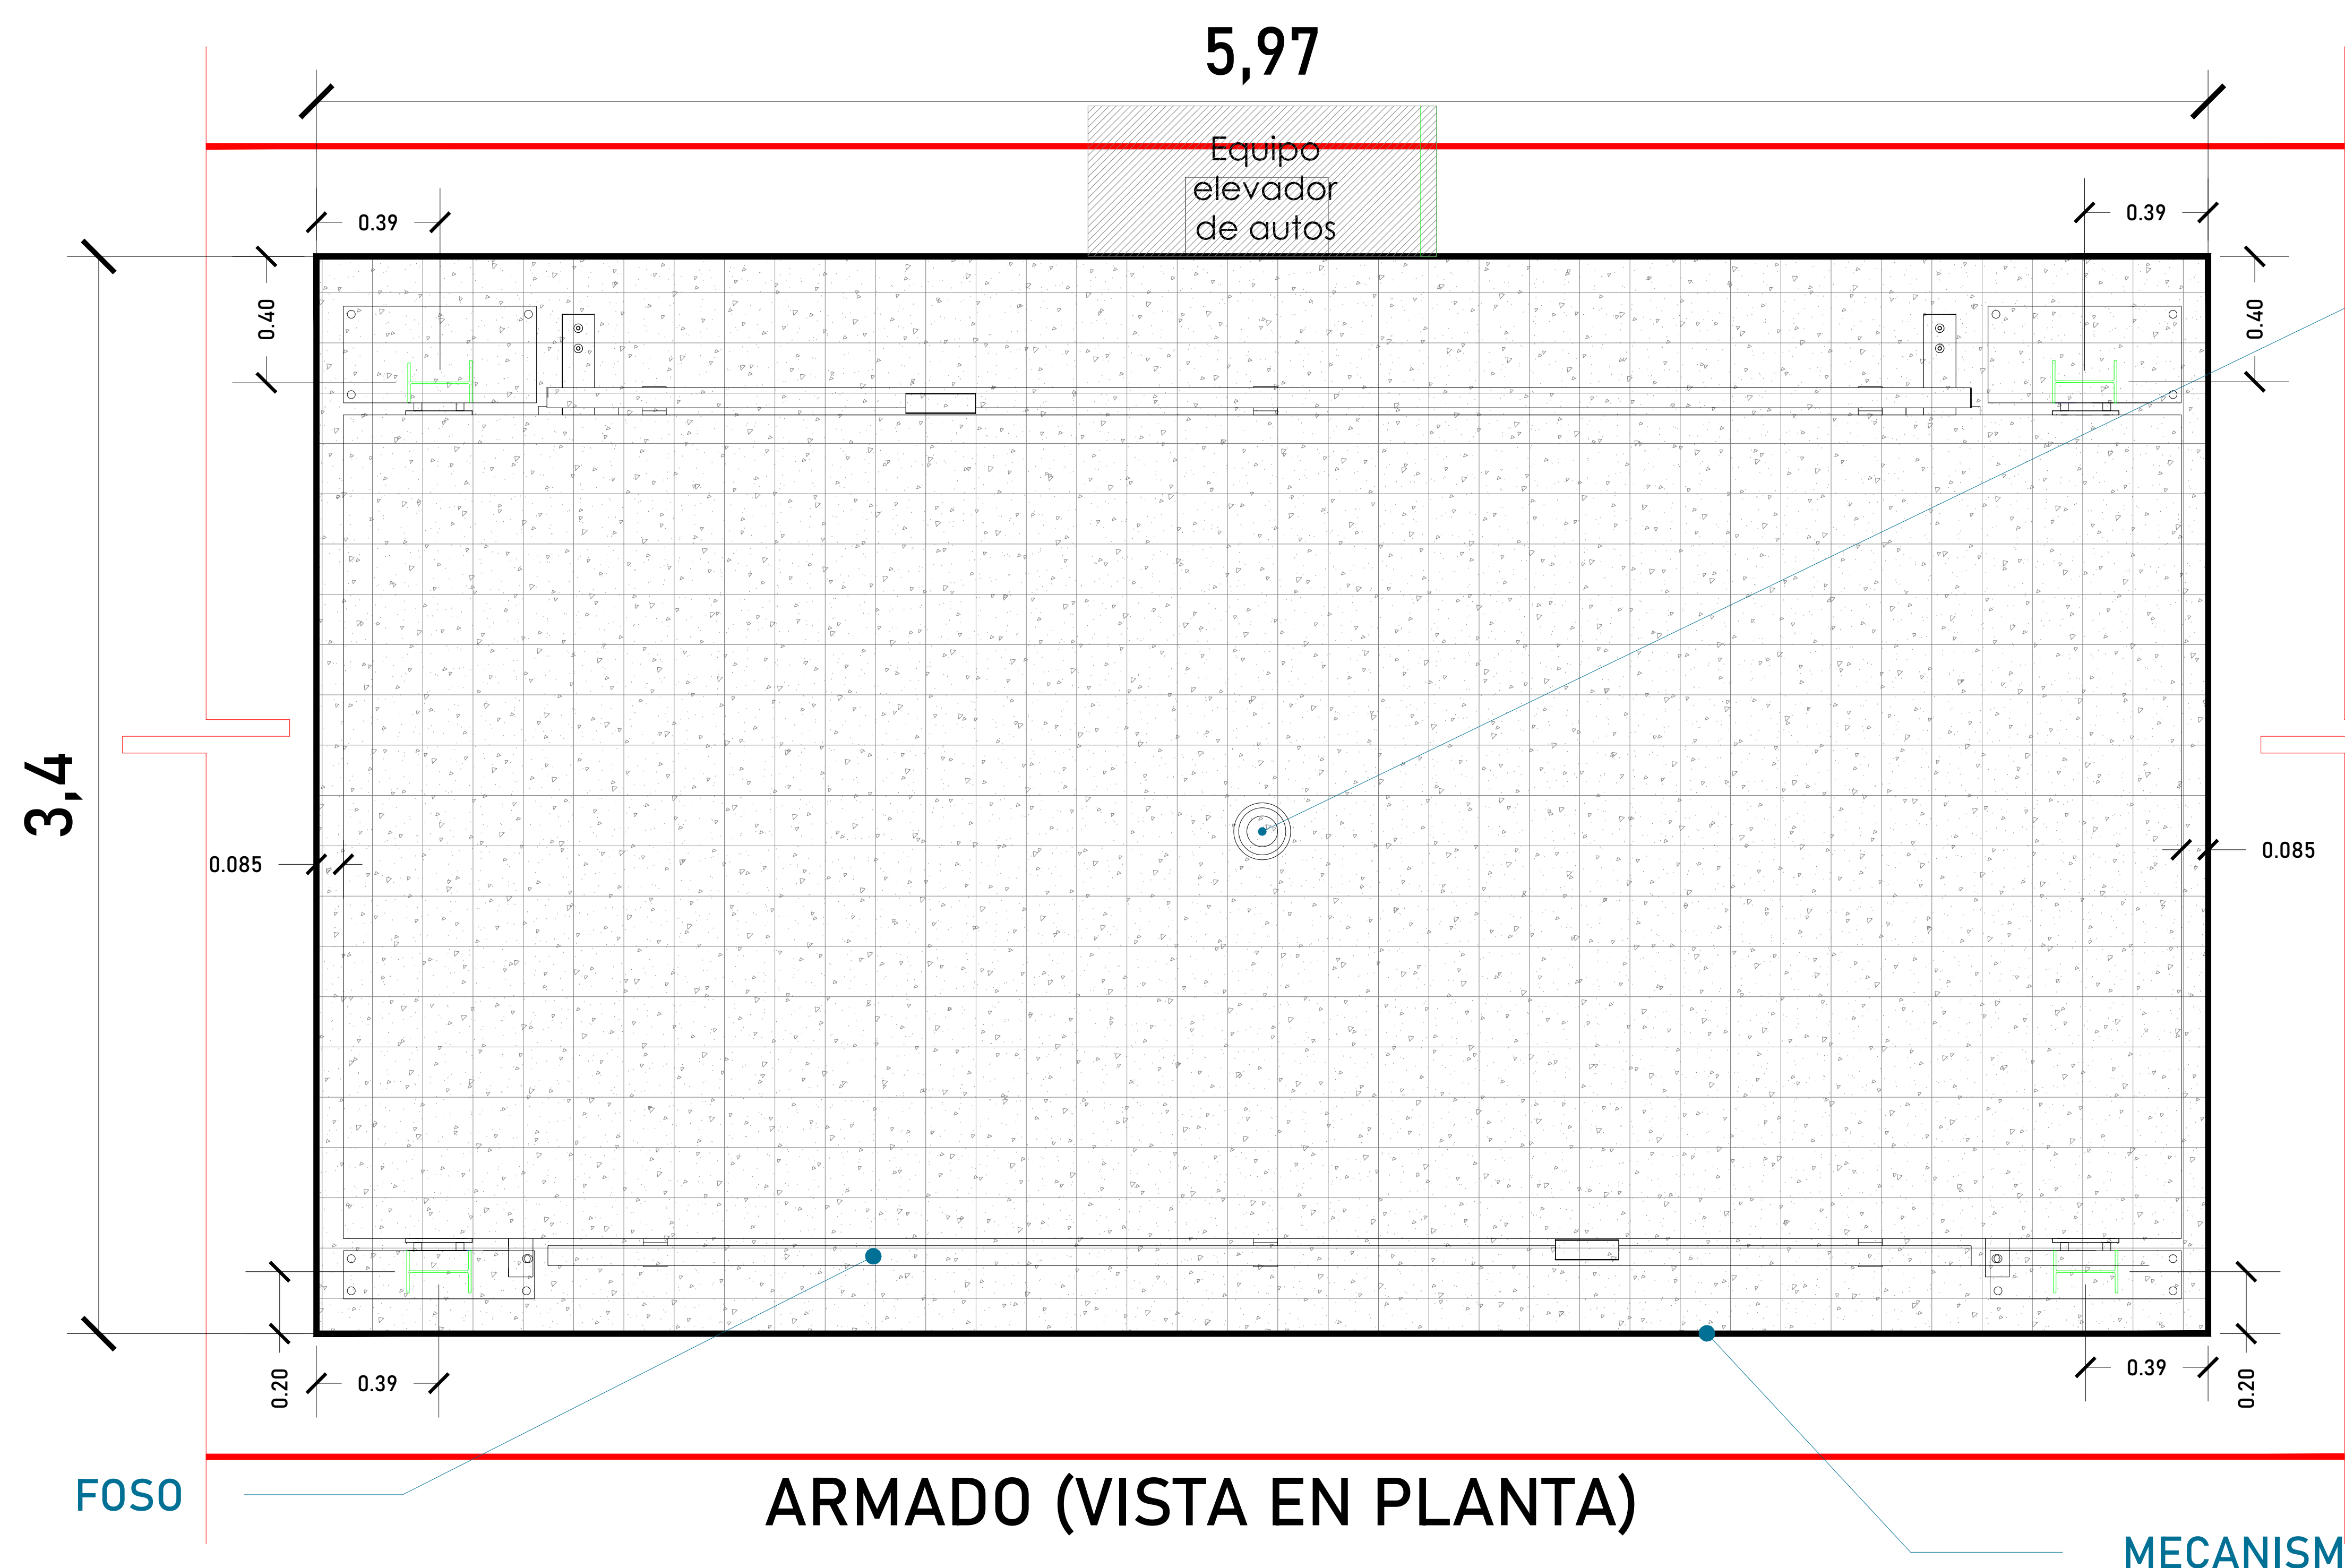 5,97
Equipo
elevador
de autos
0.39
0.39
0.40
0.40
3,4
0.085
0.085
0.20
0.39
0.39
0.20
FOSO
ARMADO (VISTA EN PLANTA)
MECANISM